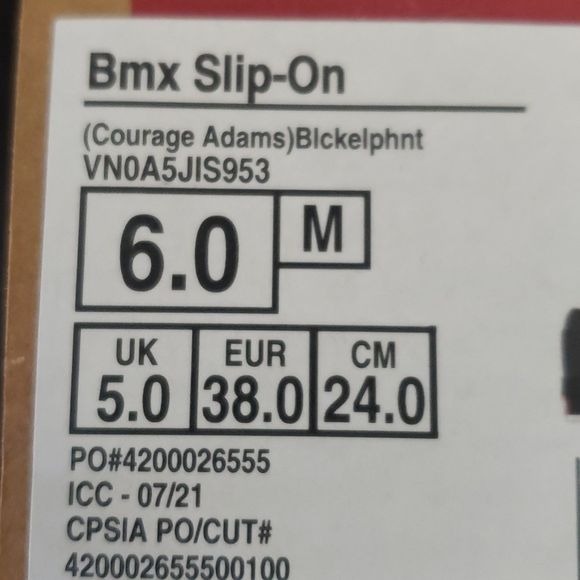 Bmx Slip-On
(Courage Adams)Blckelphnt
VN0A5JIS953
6.0 M
UK EUR CM
5.0 38.0 24.0
PO#4200026555
ICC - 07/21
CPSIA PO/CUT#
420002655500100